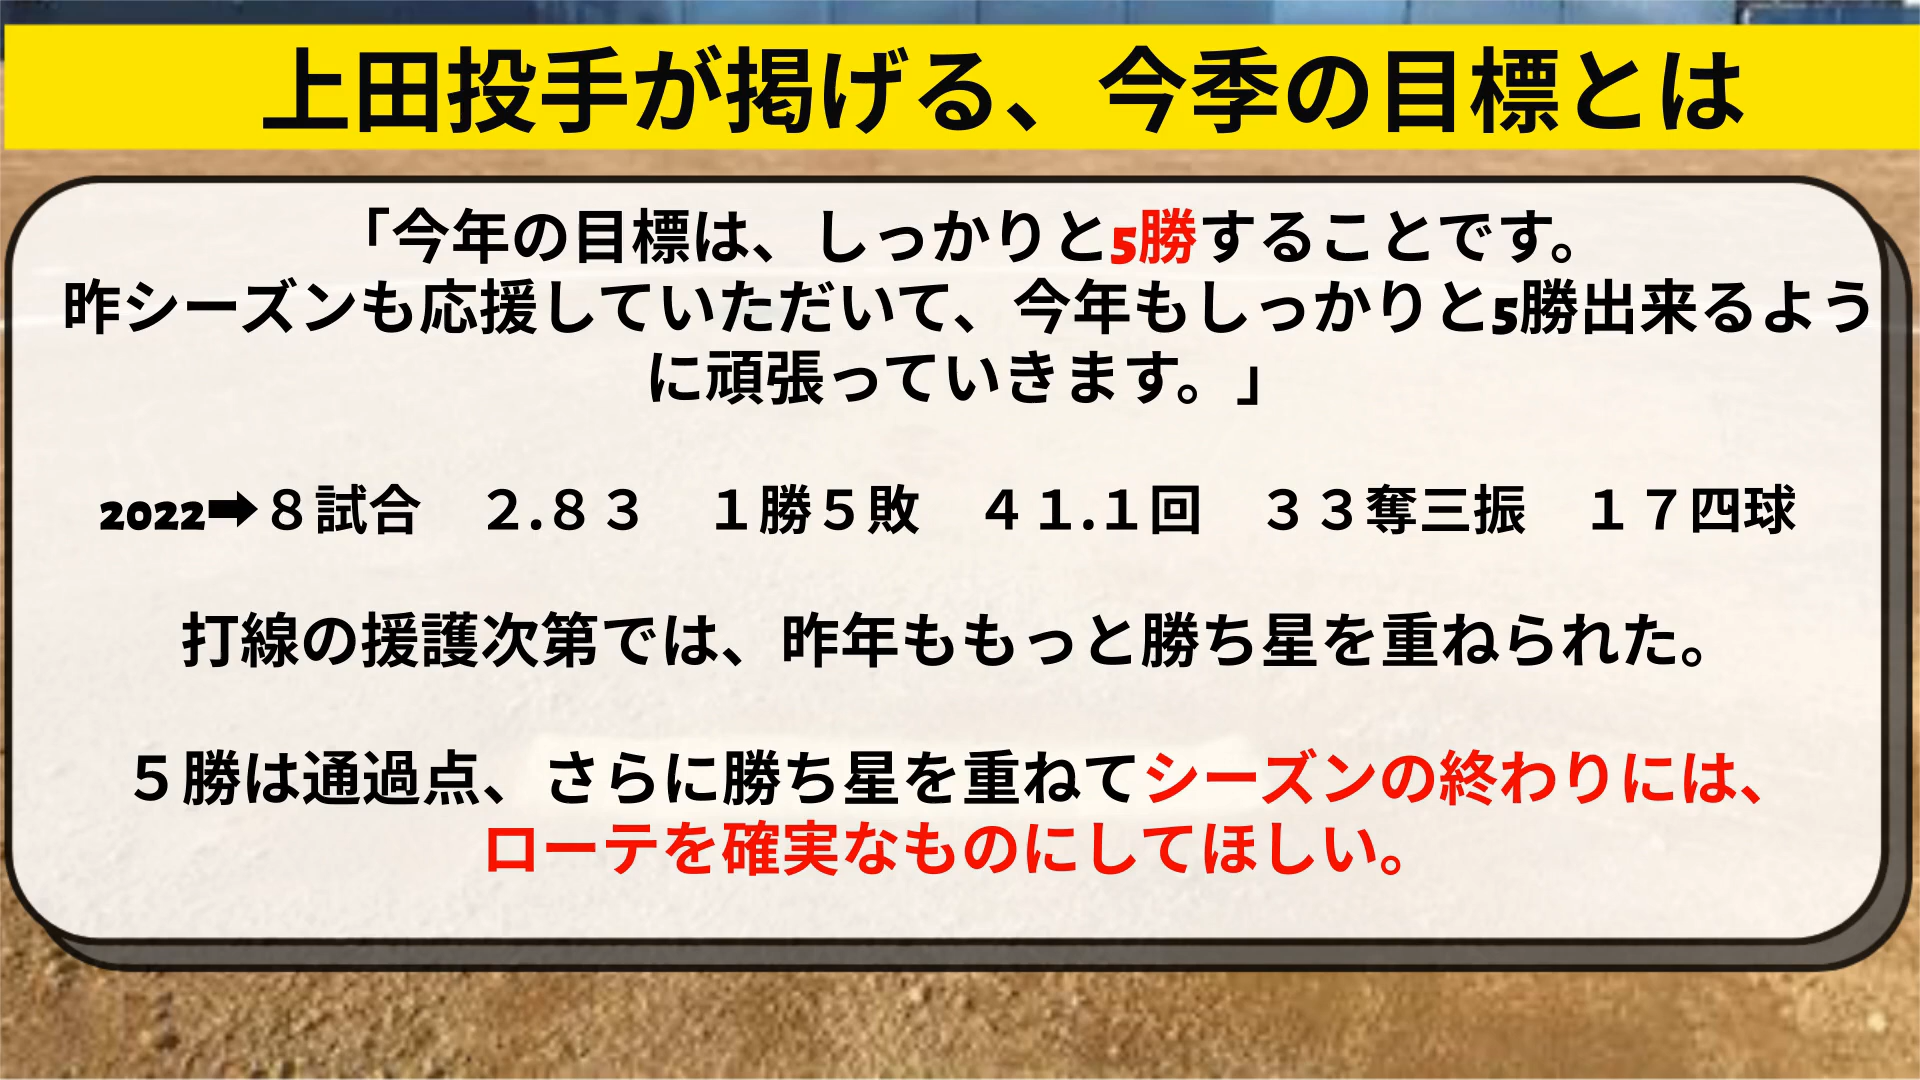 上田投手が掲げる、今季の目標とは
「今年の目標は、しっかりと5勝することです。
昨シーズンも応援していただいて、今年もしっかりと5勝出来るよう
に頑張っていきます。」
2022➡８試合　２.８３　１勝５敗　４１.１回　３３奪三振　１７四球
打線の援護次第では、昨年ももっと勝ち星を重ねられた。
５勝は通過点、さらに勝ち星を重ねてシーズンの終わりには、
ローテを確実なものにしてほしい。